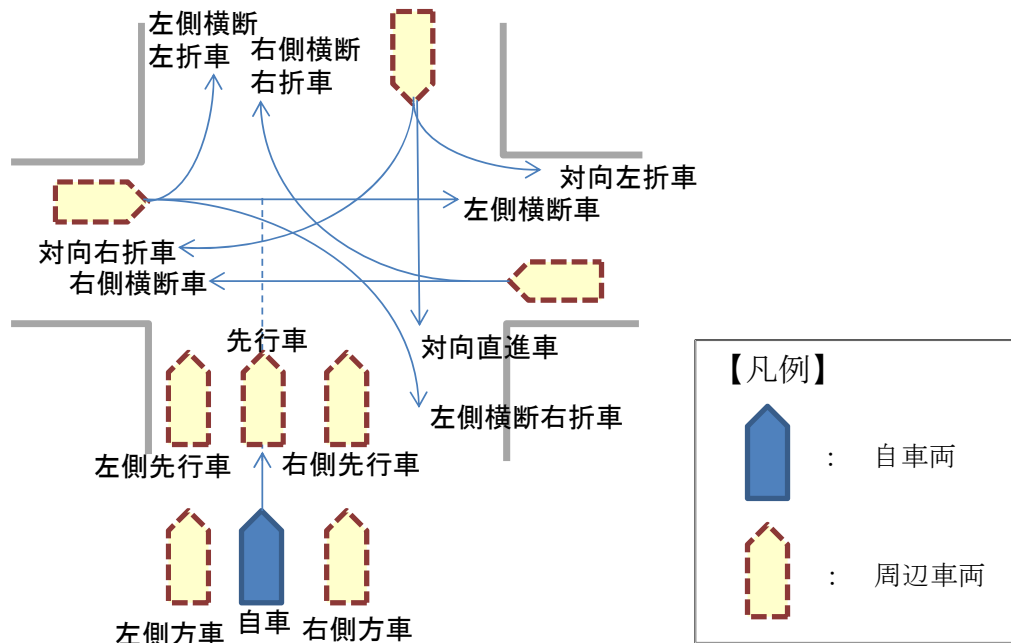 左側横断
左折車
右側横断
右折車
対向左折車
左側横断車
対向右折車
右側横断車
先行車
対向直進車
左側横断右折車
左側先行車
右側先行車
左側方車
自車
右側方車
【凡例】
： 自車両
： 周辺車両